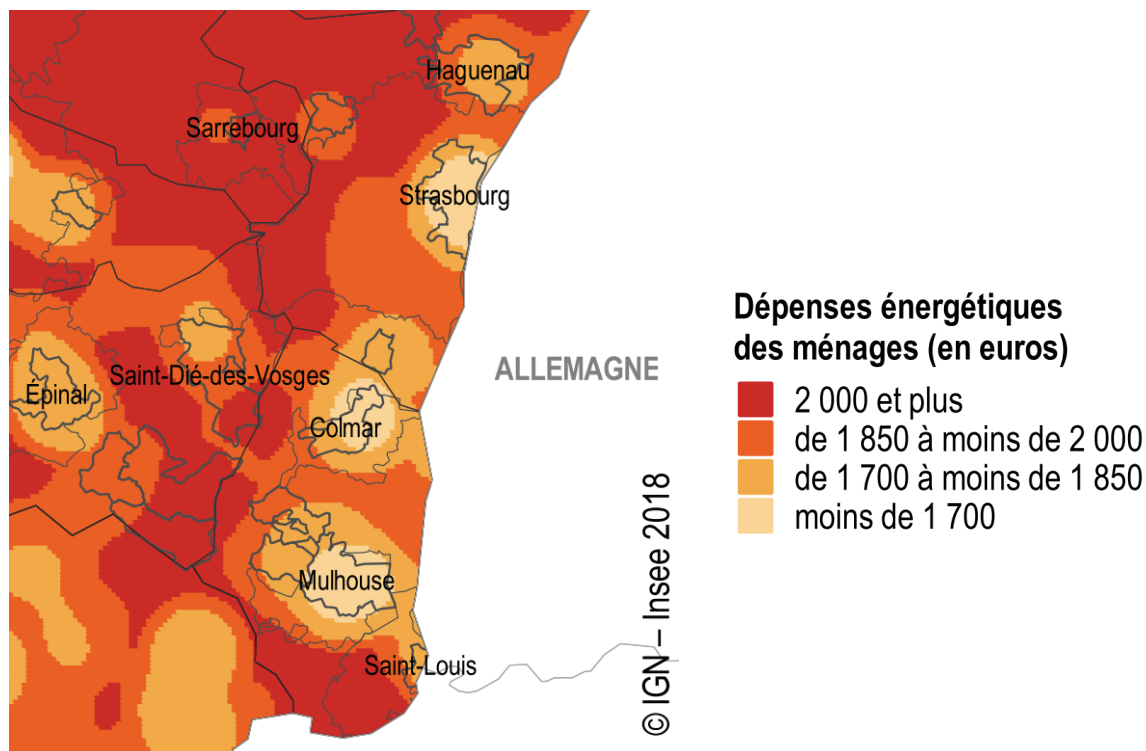 Haguenau
Sarrebourg
Strasbourg
Saint-Dié-des-Vosges
Épinal
Colmar
Mulhouse
Saint-Louis
ALLEMAGNE
© IGN – Insee 2018
Dépenses énergétiques
des ménages (en euros)
2 000 et plus
de 1 850 à moins de 2 000
de 1 700 à moins de 1 850
moins de 1 700